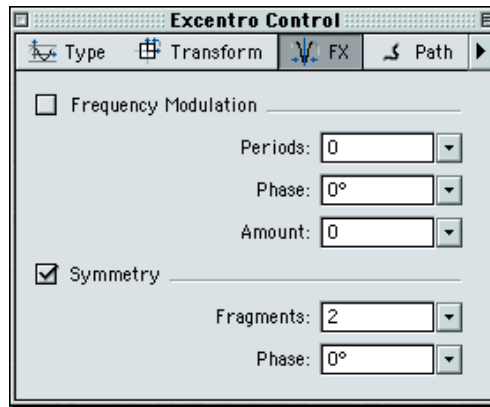 Excentro Control
Type Transform FX Path
Frequency Modulation
Periods: 0
Phase: 0°
Amount: 0
Symmetry
Fragments: 2
Phase: 0°